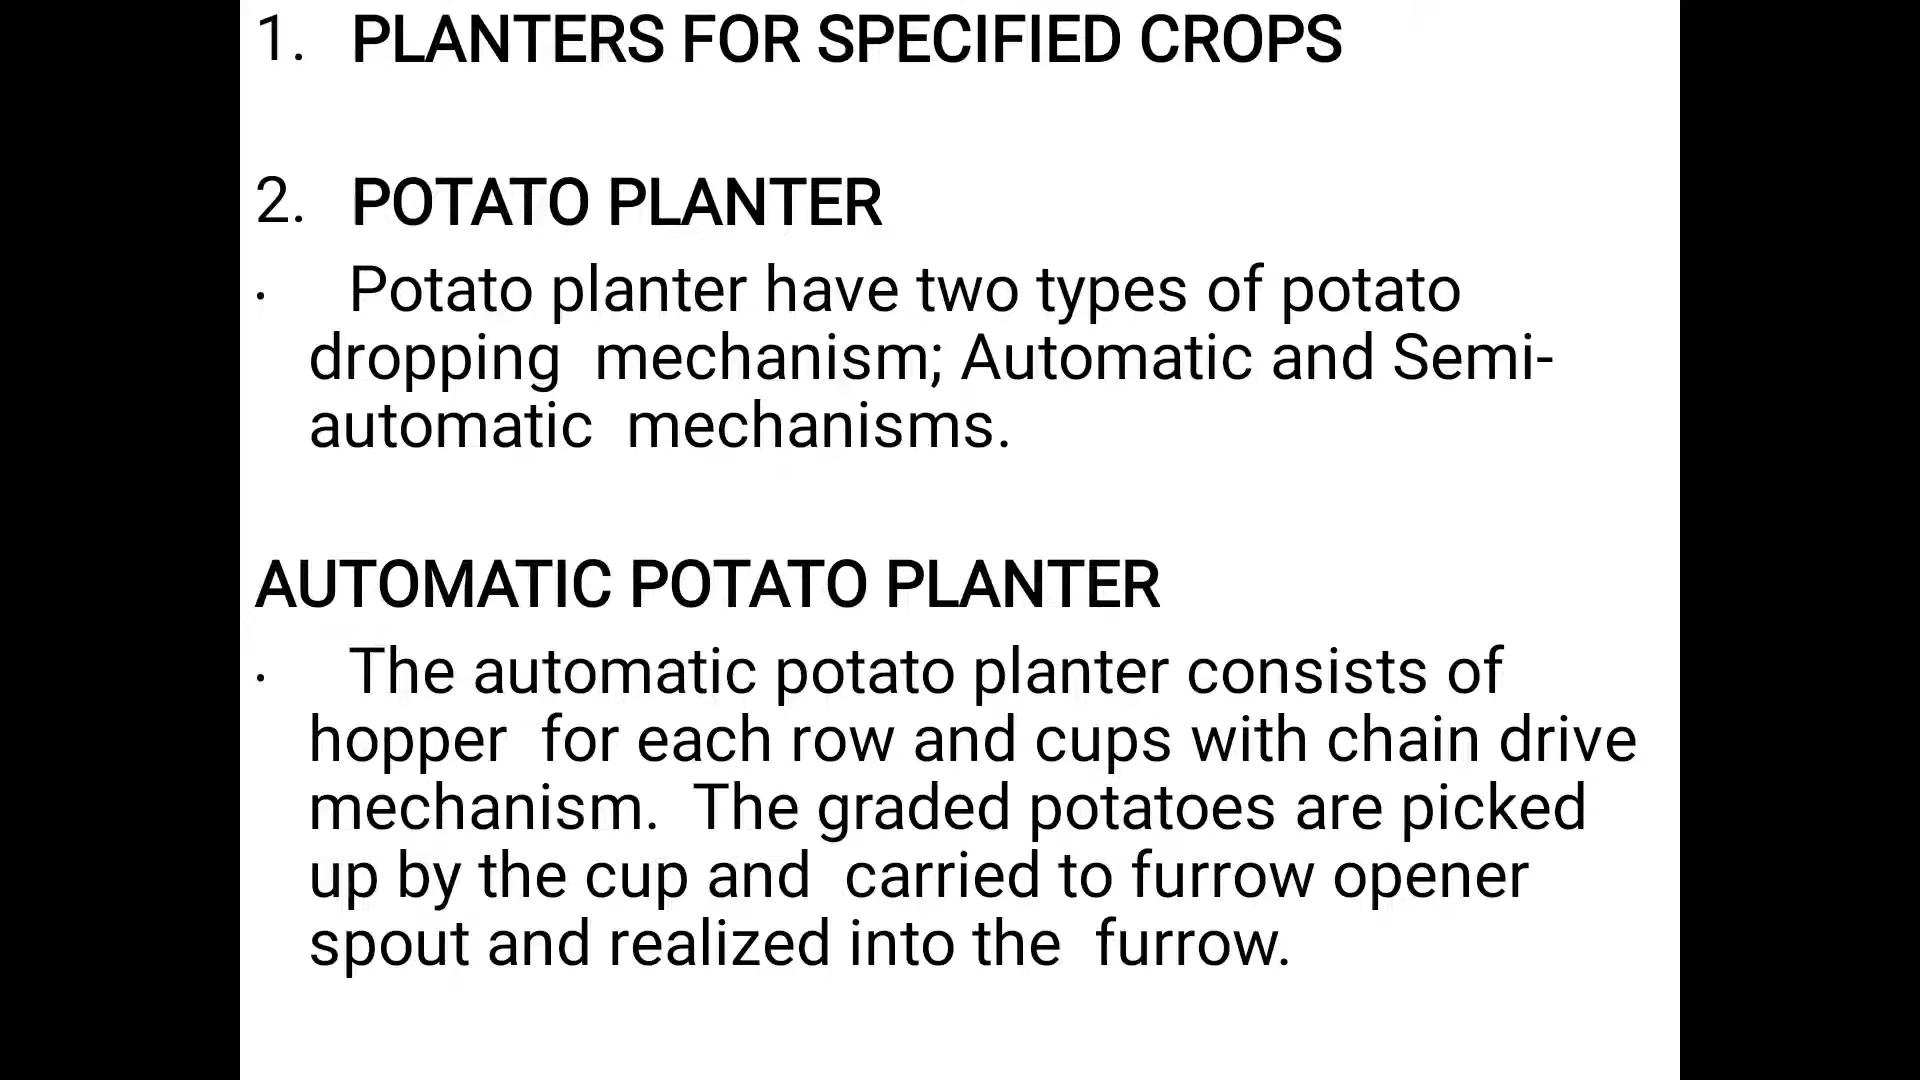 1. PLANTERS FOR SPECIFIED CROPS
2. POTATO PLANTER
· Potato planter have two types of potato
dropping mechanism; Automatic and Semi-
automatic mechanisms.
AUTOMATIC POTATO PLANTER
· The automatic potato planter consists of
hopper for each row and cups with chain drive
mechanism. The graded potatoes are picked
up by the cup and carried to furrow opener
spout and realized into the furrow.